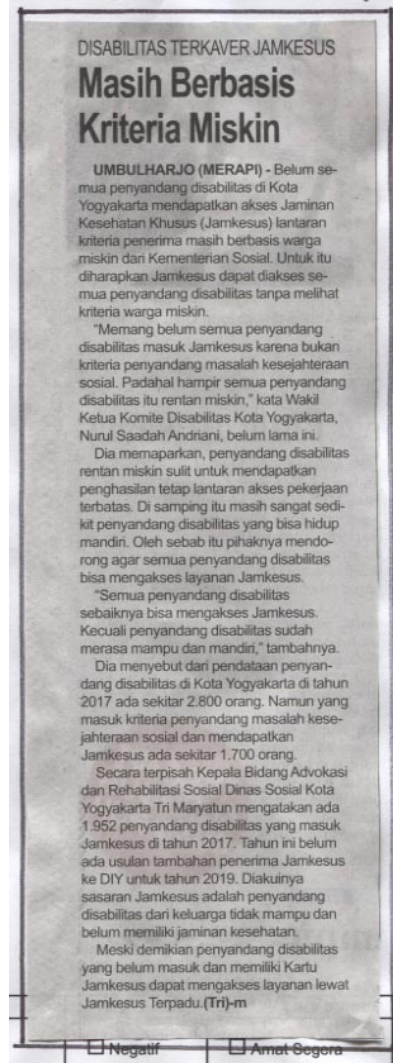 DISABILITAS TERKAVER JAMKESUS
Masih Berbasis
Kriteria Miskin
UMBULHARJO (MERAPI) - Belum se-
mua penyandang disabilitas di Kota
Yogyakarta mendapatkan akses Jaminan
Kesehatan Khusus (Jamkesus) lantaran
kriteria penerima masih berbasis warga
miskin dari Kementerian Sosial. Untuk itu
diharapkan Jamkesus dapat diakses se-
mua penyandang disabilitas tanpa melihat
kriteria warga miskin.
"Memang belum semua penyandang
disabilitas masuk Jamkesus karena bukan
kriteria penyandang masalah kesejahteraan
sosial. Padahal hampir semua penyandang
disabilitas itu rentan miskin," kata Wakil
Ketua Komite Disabilitas Kota Yogyakarta,
Nurul Saadah Andriani, belum lama ini.
Dia memaparkan, penyandang disabilitas
rentan miskin sulit untuk mendapatkan
penghasilan tetap lantaran akses pekerjaan
terbatas. Di samping itu masih sangat sedi-
kit penyandang disabilitas yang bisa hidup
mandiri. Oleh sebab itu pihaknya mendo-
rong agar semua penyandang disabilitas
bisa mengakses layanan Jamkesus.
"Semua penyandang disabilitas
sebaiknya bisa mengakses Jamkesus.
Kecuali penyandang disabilitas sudah
merasa mampu dan mandiri," tambahnya.
Dia menyebut dari pendataan penyan-
dang disabilitas di Kota Yogyakarta di tahun
2017 ada sekitar 2.800 orang. Namun yang
masuk kriteria penyandang masalah kese-
jahteraan sosial dan mendapatkan
Jamkesus ada sekitar 1.700 orang.
Secara terpisah Kepala Bidang Advokasi
dan Rehabilitasi Sosial Dinas Sosial Kota
Yogyakarta Tri Maryatun mengatakan ada
1.952 penyandang disabilitas yang masuk
Jamkesus di tahun 2017. Tahun ini belum
ada usulan tambahan penerima Jamkesus
ke DIY untuk tahun 2019. Diakuinya
sasaran Jamkesus adalah penyandang
disabilitas dari keluarga tidak mampu dan
belum memiliki jaminan kesehatan.
Meski demikian penyandang disabilitas
yang belum masuk dan memiliki Kartu
Jamkesus dapat mengakses layanan lewat
Jamkesus Terpadu.(Tri)-m
Negatif
Amat Segera